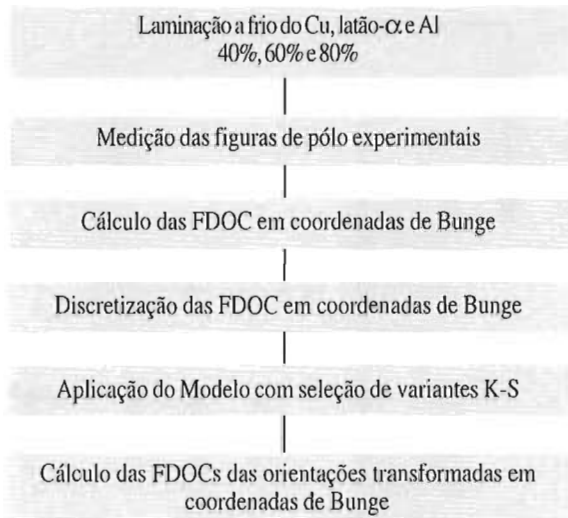 Laminação a frio do Cu, latão-α e Al
40%, 60% e 80%
Medição das figuras de pólo experimentais
Cálculo das FDOC em coordenadas de Bunge
Discretização das FDOC em coordenadas de Bunge
Aplicação do Modelo com seleção de variantes K-S
Cálculo das FDOCs das orientações transformadas em
coordenadas de Bunge